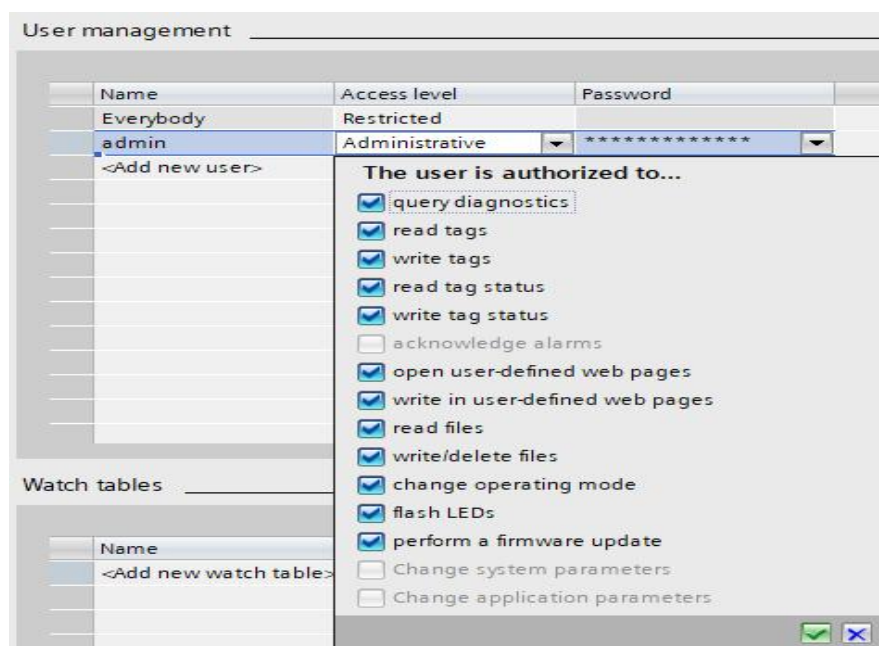 User management
Name Access level Password
Everybody Restricted
admin Administrative *************
<Add new user>
The user is authorized to...
query diagnostics
read tags
write tags
read tag status
write tag status
acknowledge alarms
open user-defined web pages
write in user-defined web pages
read files
write/delete files
change operating mode
flash LEDs
perform a firmware update
Change system parameters
Change application parameters
Watch tables
Name
<Add new watch table>